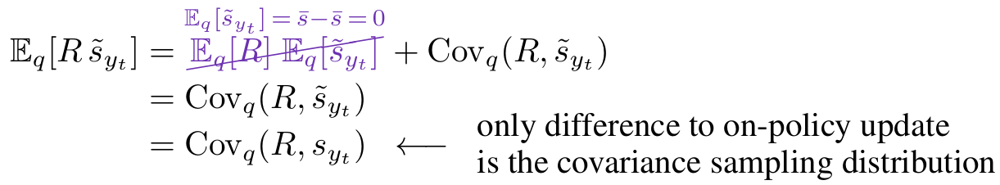 𝔼_q[s̃_{y_t}] = s̄ − s̄ = 0
𝔼_q[R s̃_{y_t}] = 𝔼_q[R] 𝔼_q[s̃_{y_t}] + Cov_q(R, s̃_{y_t})
= Cov_q(R, s̃_{y_t})
= Cov_q(R, s_{y_t}) ⟵ only difference to on-policy update
is the covariance sampling distribution